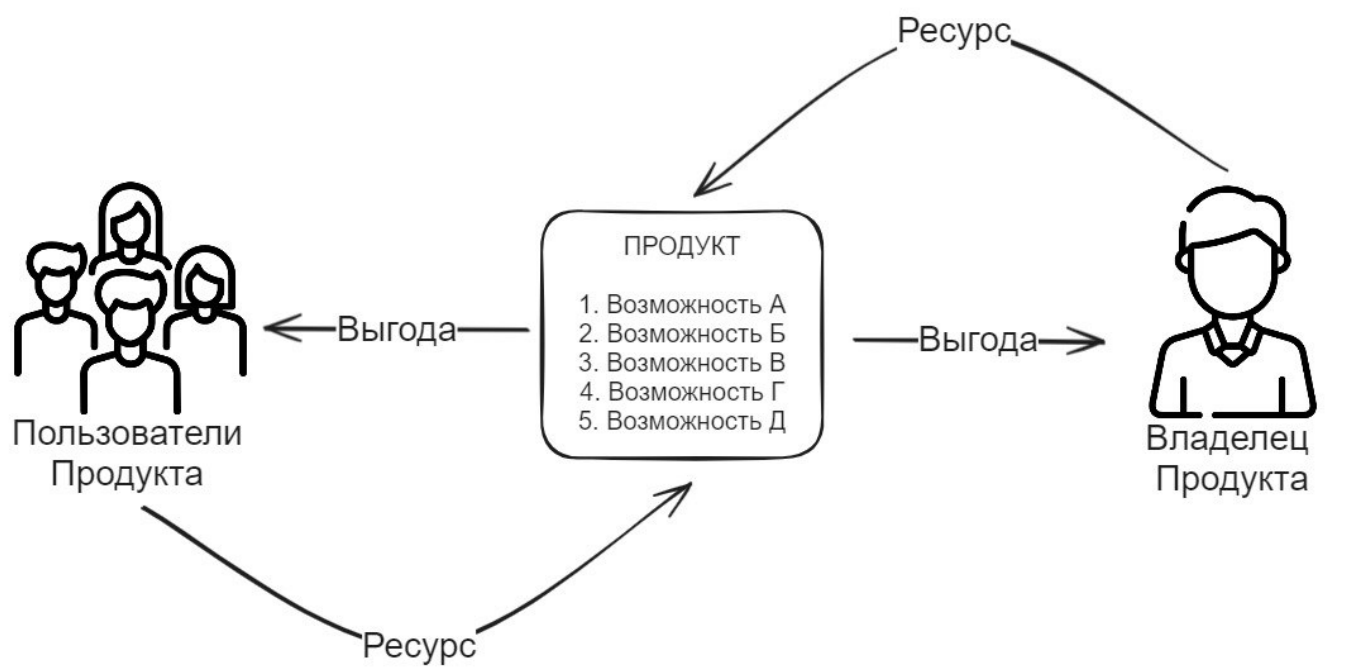 Ресурс
ПРОДУКТ
1. Возможность А
2. Возможность Б
3. Возможность В
4. Возможность Г
5. Возможность Д
Выгода
Выгода
Пользователи
Продукта
Владелец
Продукта
Ресурс